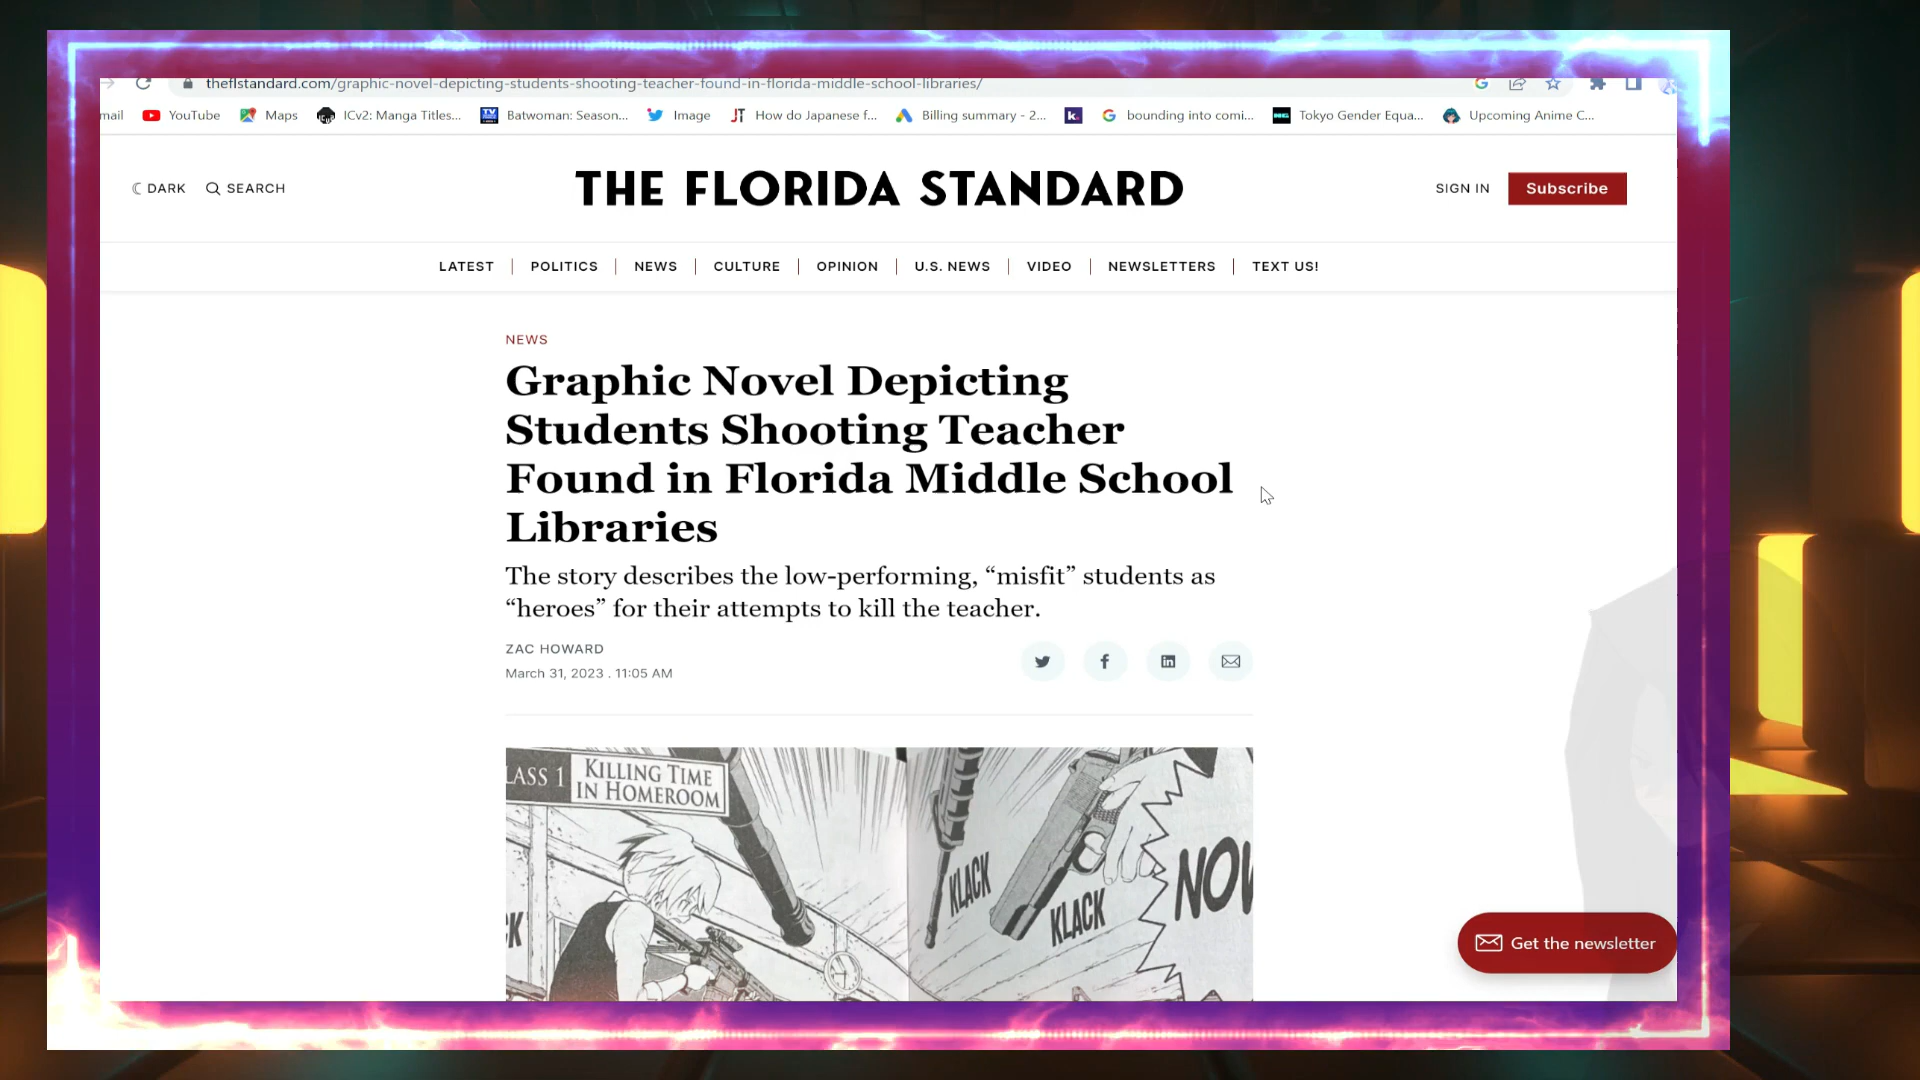 theflstandard.com/graphic-novel-depicting-students-shooting-teacher-found-in-florida-middle-school-libraries/
mail YouTube Maps ICv2: Manga Titles... Batwoman: Season... Image How do Japanese f... Billing summary - 2... k. bounding into comi... Tokyo Gender Equa... Upcoming Anime C...
DARK SEARCH THE FLORIDA STANDARD SIGN IN Subscribe
LATEST POLITICS NEWS CULTURE OPINION U.S. NEWS VIDEO NEWSLETTERS TEXT US!
NEWS
Graphic Novel Depicting
Students Shooting Teacher
Found in Florida Middle School
Libraries
The story describes the low-performing, “misfit” students as
“heroes” for their attempts to kill the teacher.
ZAC HOWARD
March 31, 2023 . 11:05 AM
LASS 1 KILLING TIME
IN HOMEROOM
KLACK
KLACK
NOW
CK
Get the newsletter